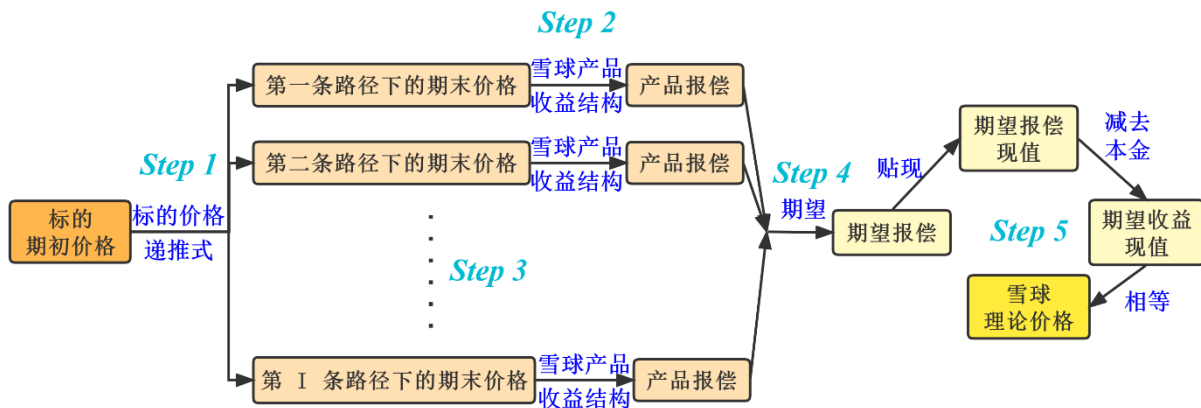 Step 1
标的
期初价格
标的价格
递推式
Step 2
第一条路径下的期末价格
雪球产品
收益结构
产品报偿
第二条路径下的期末价格
雪球产品
收益结构
产品报偿
Step 3
第 I 条路径下的期末价格
雪球产品
收益结构
产品报偿
Step 4
期望
期望报偿
贴现
期望报偿
现值
减去
本金
Step 5
期望收益
现值
相等
雪球
理论价格